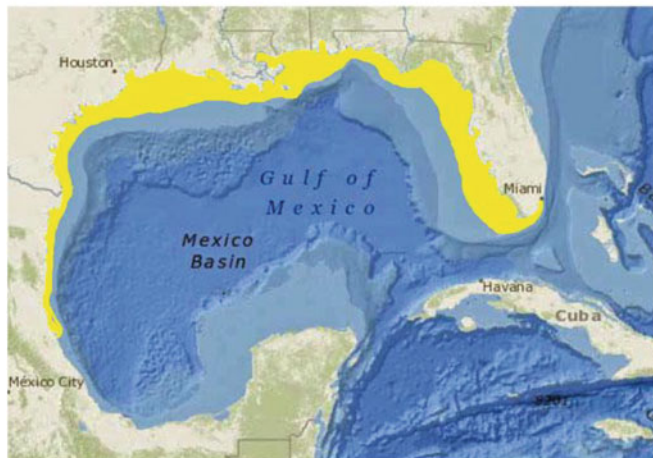 Houston
Gulf of
Mexico
Miami
Mexico
Basin
Havana
Cuba
México City